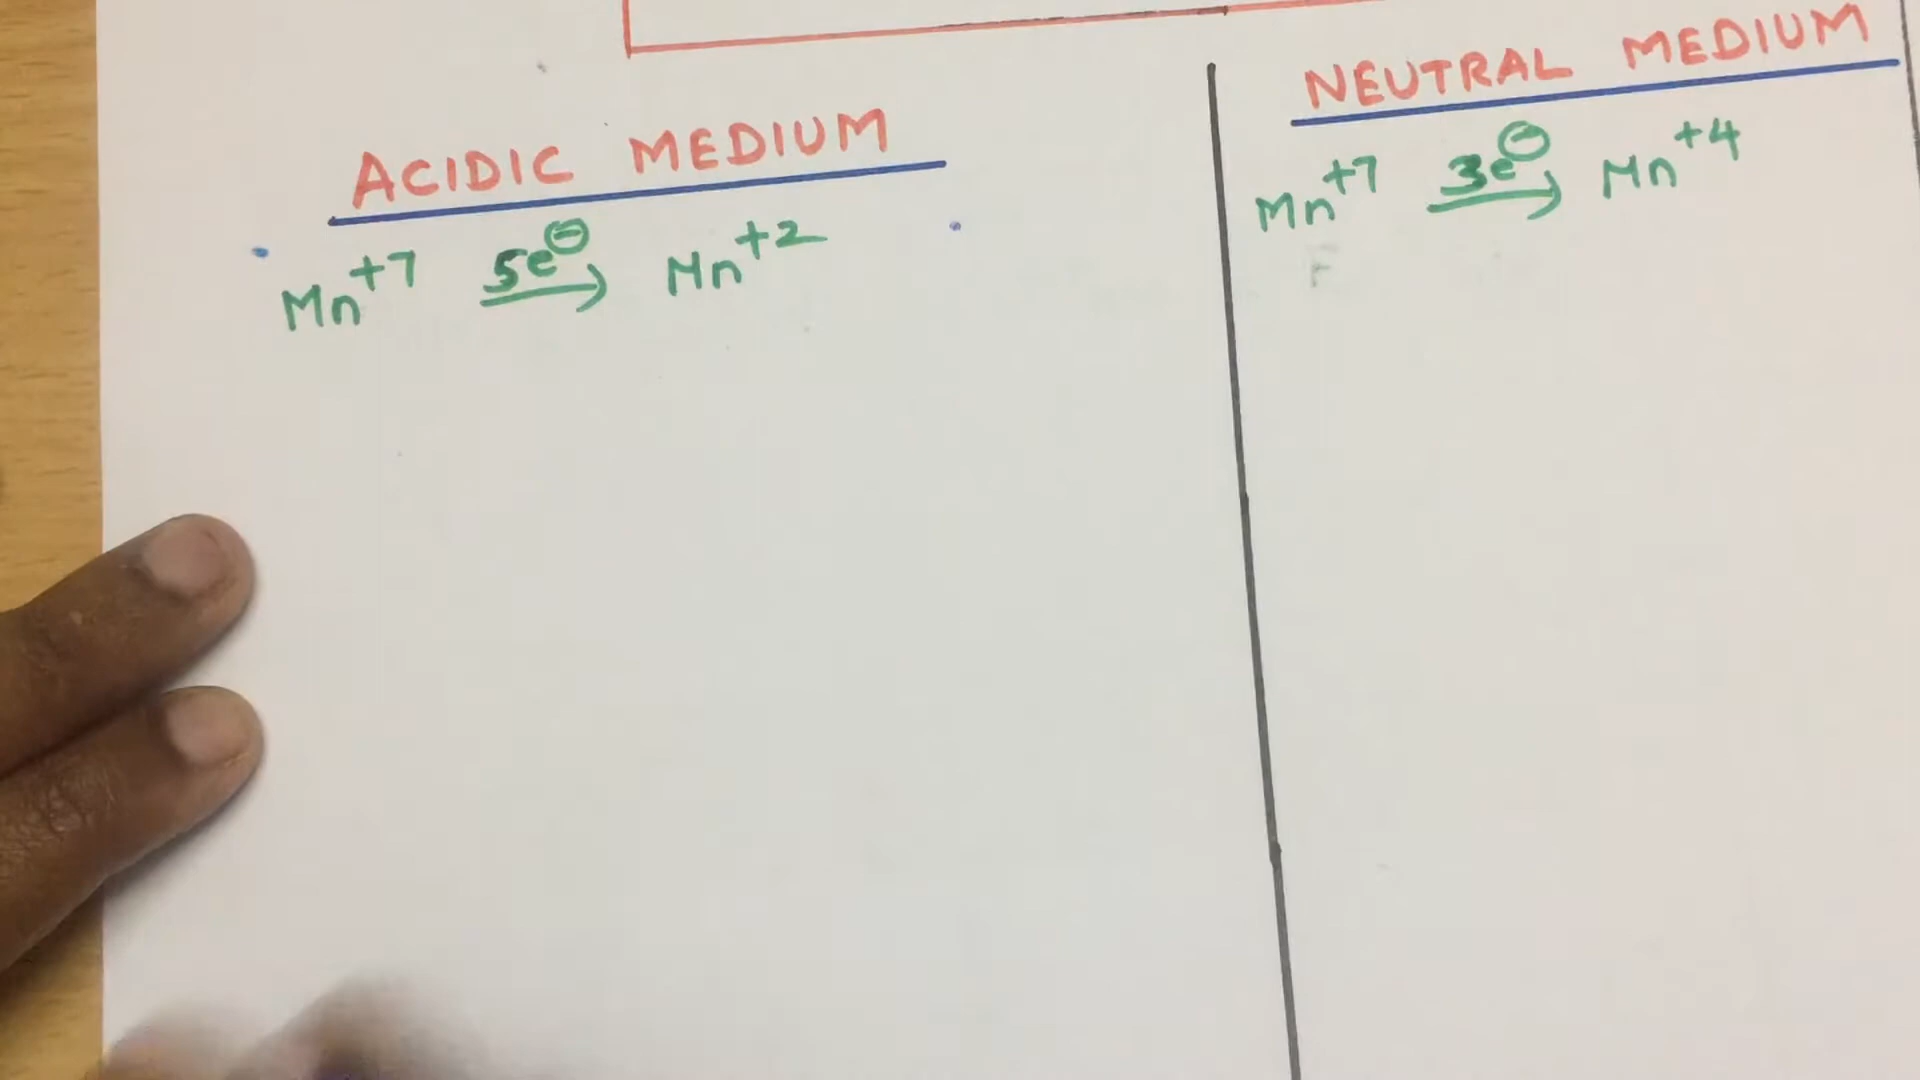 ACIDIC MEDIUM
Mn+7 5e⊖→ Mn+2
NEUTRAL MEDIUM
Mn+7 3e⊖→ Mn+4